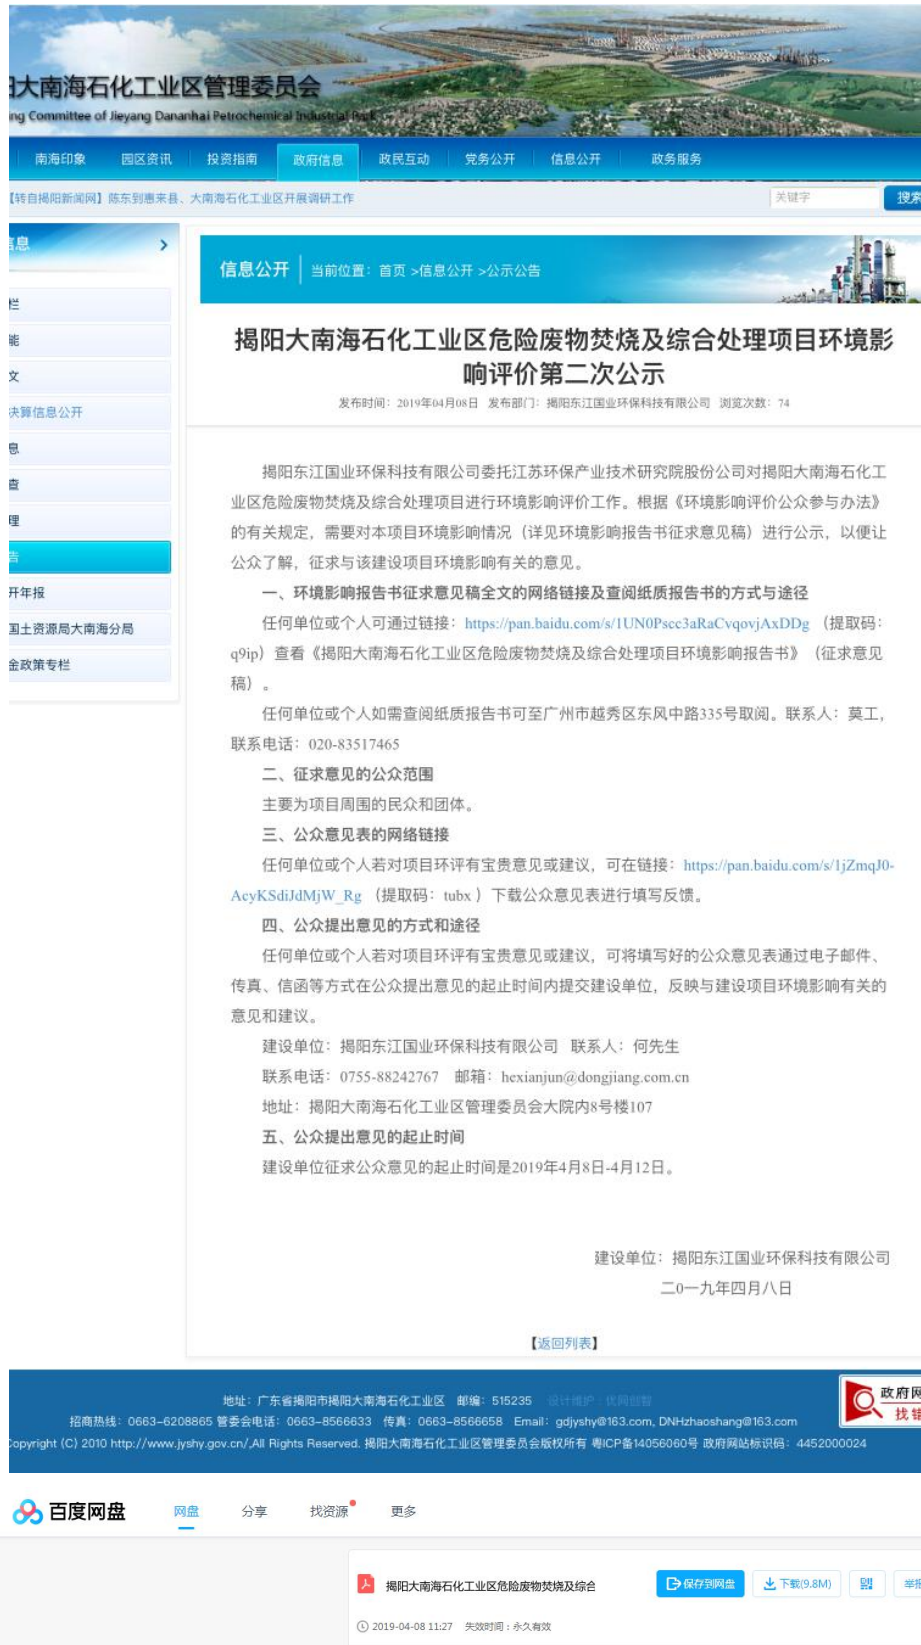 大南海石化工业区管理委员会
ng Committee of Jieyang Dananhai Petrochemical Industrial Park
南海印象 园区资讯 投资指南 政府信息 政民互动 党务公开 信息公开 政务服务
【转自揭阳新闻网】陈东到惠来县、大南海石化工业区开展调研工作
关键字 搜索
信息公开 当前位置：首页 >信息公开 >公示公告
息
栏
能
文
决算信息公开
息
查
理
告
开年报
国土资源局大南海分局
金政策专栏
揭阳大南海石化工业区危险废物焚烧及综合处理项目环境影
响评价第二次公示
发布时间：2019年04月08日 发布部门：揭阳东江国业环保科技有限公司 浏览次数：74
揭阳东江国业环保科技有限公司委托江苏环保产业技术研究院股份公司对揭阳大南海石化工
业区危险废物焚烧及综合处理项目进行环境影响评价工作。根据《环境影响评价公众参与办法》
的有关规定，需要对本项目环境影响情况（详见环境影响报告书征求意见稿）进行公示，以便让
公众了解，征求与该建设项目环境影响有关的意见。
一、环境影响报告书征求意见稿全文的网络链接及查阅纸质报告书的方式与途径
任何单位或个人可通过链接：https://pan.baidu.com/s/1UN0Pscc3aRaCvqovjAxDDg （提取码：
q9ip）查看《揭阳大南海石化工业区危险废物焚烧及综合处理项目环境影响报告书》（征求意见
稿）。
任何单位或个人如需查阅纸质报告书可至广州市越秀区东风中路335号取阅。联系人：莫工，
联系电话：020-83517465
二、征求意见的公众范围
主要为项目周围的民众和团体。
三、公众意见表的网络链接
任何单位或个人若对项目环评有宝贵意见或建议，可在链接：https://pan.baidu.com/s/1jZmqJ0-
AcyKSdiJdMjW_Rg （提取码：tubx ）下载公众意见表进行填写反馈。
四、公众提出意见的方式和途径
任何单位或个人若对项目环评有宝贵意见或建议，可将填写好的公众意见表通过电子邮件、
传真、信函等方式在公众提出意见的起止时间内提交建设单位，反映与建设项目环境影响有关的
意见和建议。
建设单位：揭阳东江国业环保科技有限公司 联系人：何先生
联系电话：0755-88242767 邮箱：hexianjun@dongjiang.com.cn
地址：揭阳大南海石化工业区管理委员会大院内8号楼107
五、公众提出意见的起止时间
建设单位征求公众意见的起止时间是2019年4月8日-4月12日。
建设单位：揭阳东江国业环保科技有限公司
二0一九年四月八日
【返回列表】
地址：广东省揭阳市揭阳大南海石化工业区 邮编：515235 设计维护：优网创智
招商热线：0663-6208865 管委会电话：0663-8566633 传真：0663-8566658 Email：gdjyshy@163.com, DNHzhaoshang@163.com
Copyright (C) 2010 http://www.jyshy.gov.cn/,All Rights Reserved. 揭阳大南海石化工业区管理委员会版权所有 粤ICP备14056060号 政府网站标识码：4452000024
政府网
找错
百度网盘 网盘 分享 找资源 更多
揭阳大南海石化工业区危险废物焚烧及综合 保存到网盘 下载(9.8M) 举报
2019-04-08 11:27 失效时间：永久有效